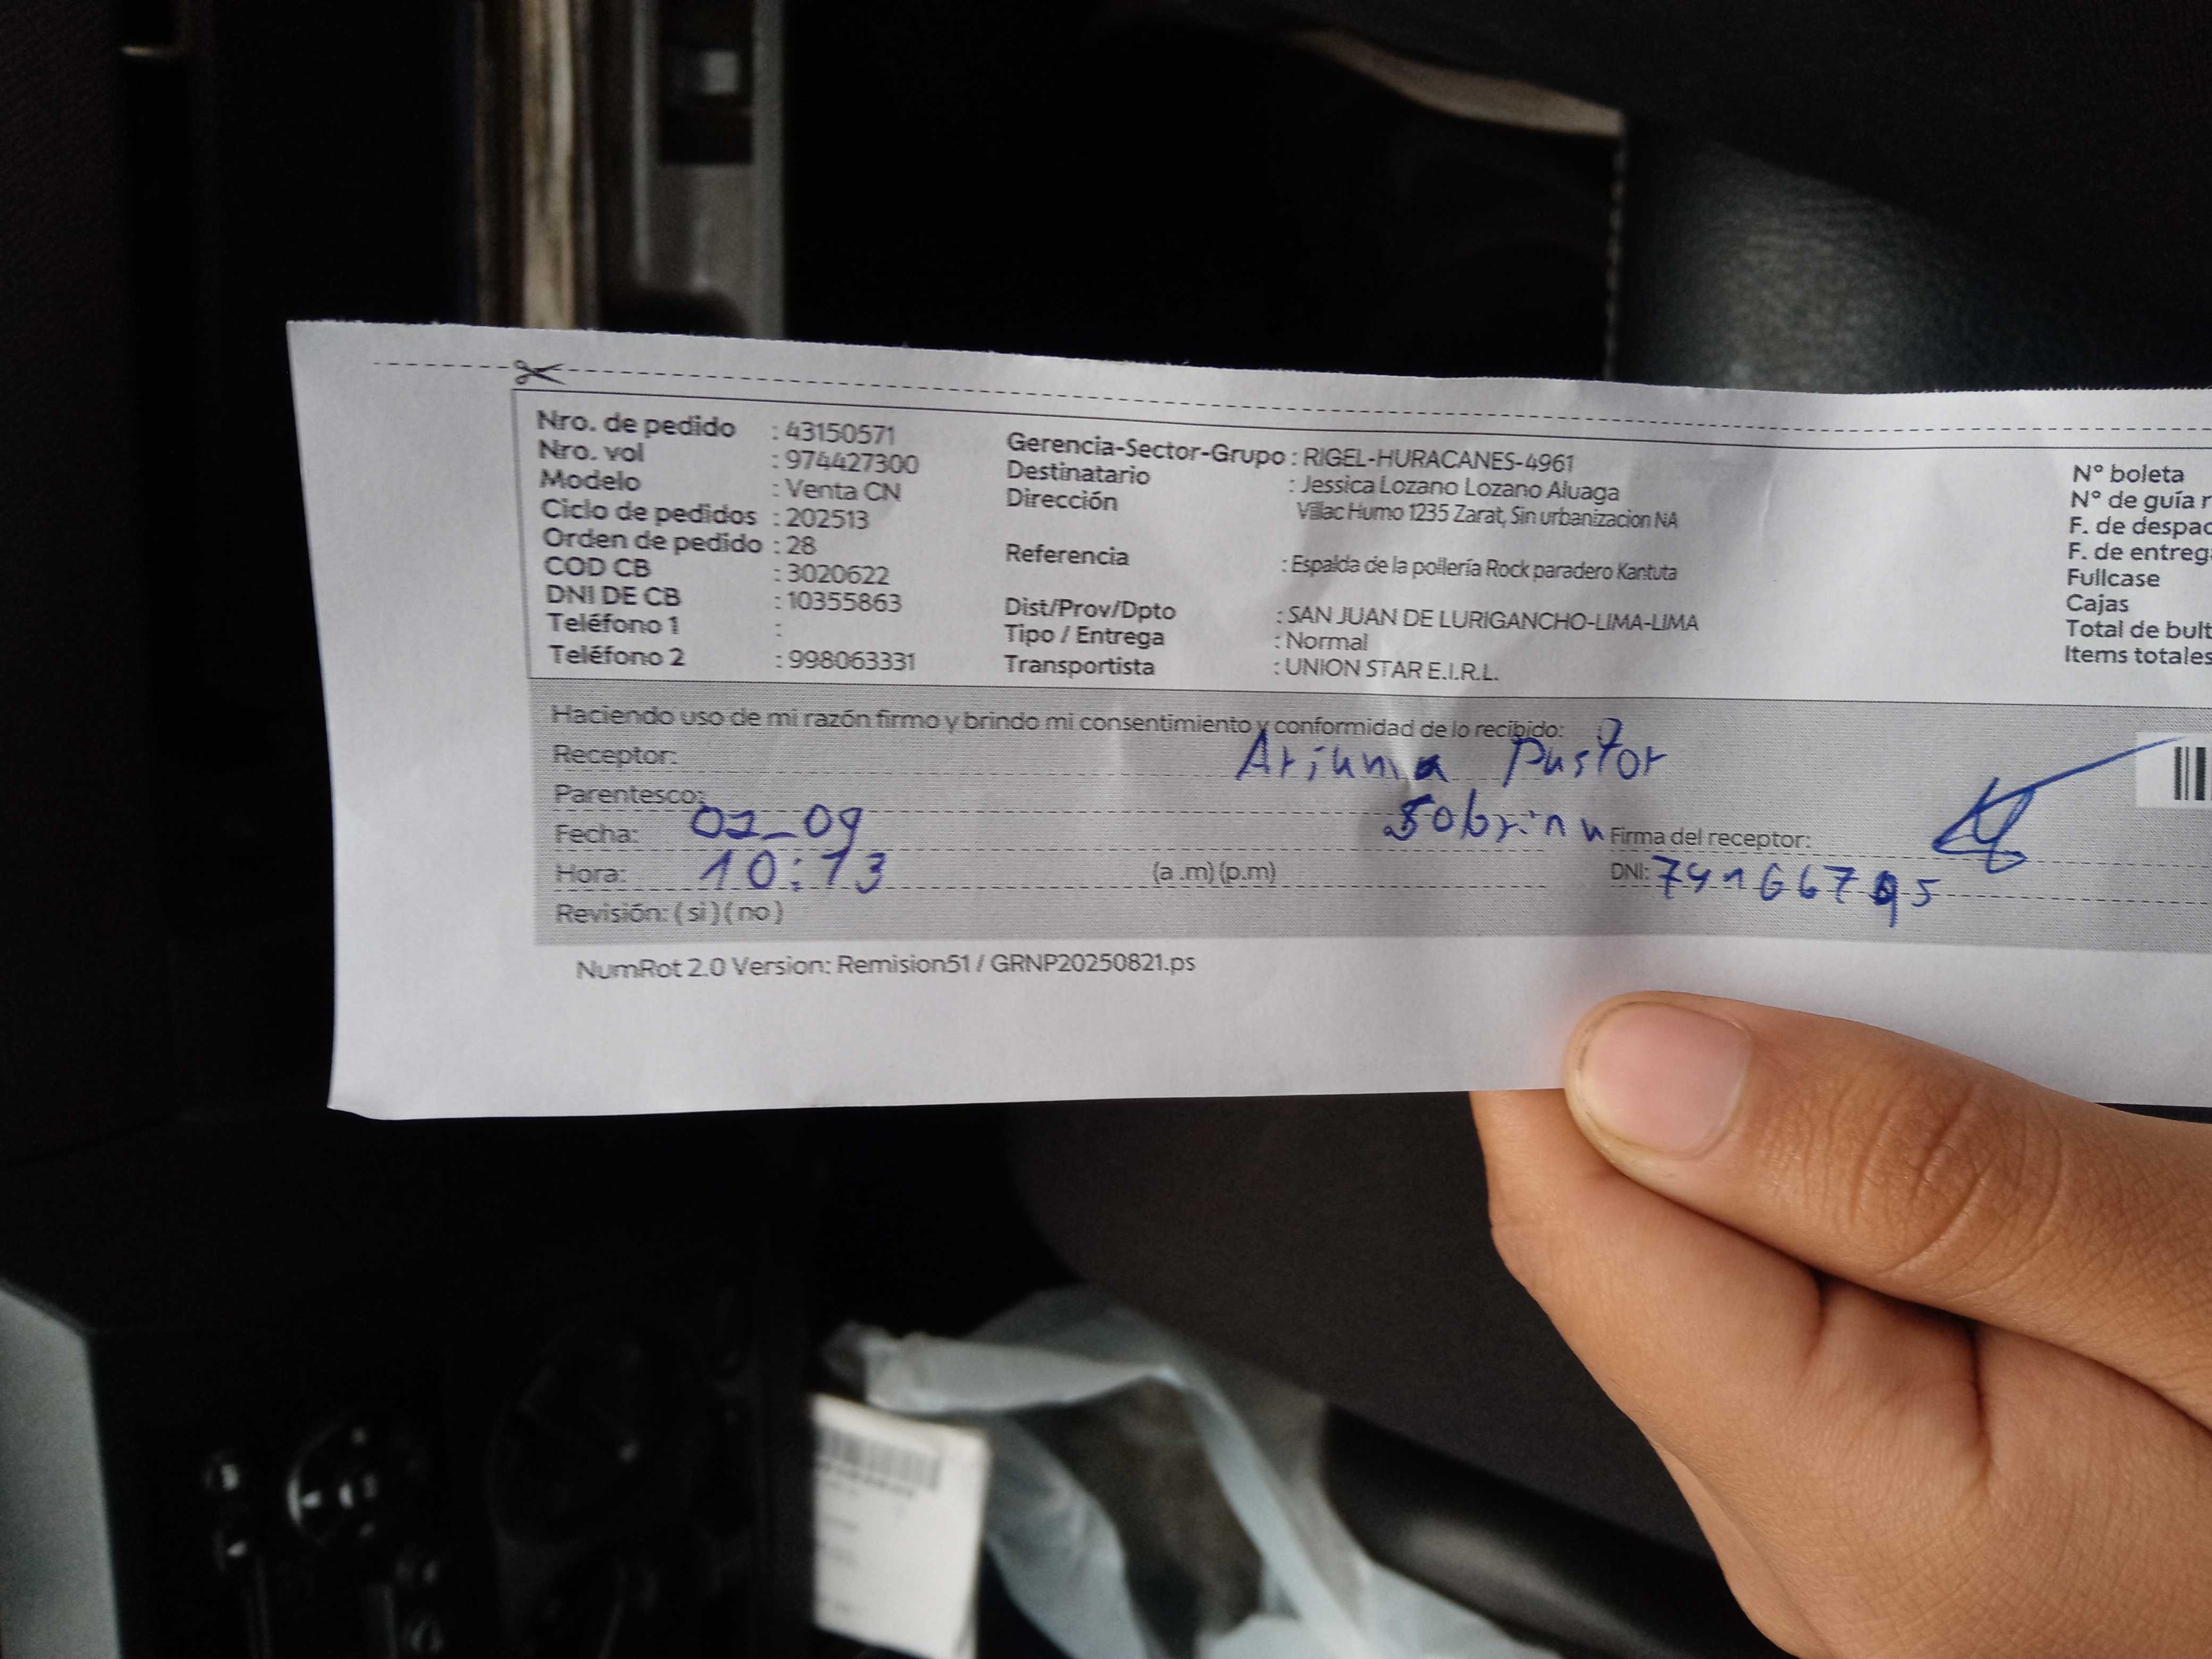 Nro. de pedido : 43150571
Nro. vol : 974427300
Modelo : Venta CN
Ciclo de pedidos : 202513
Orden de pedido : 28
COD CB : 3020622
DNI DE CB : 10355863
Teléfono 1 :
Teléfono 2 : 998063331
Gerencia-Sector-Grupo : RIGEL-HURACANES-4961
Destinatario : Jessica Lozano Lozano Aluaga
Dirección Villac Humo 1235 Zarat, Sin urbanizacion NA
Referencia : Espalda de la pollería Rock paradero Kantuta
Dist/Prov/Dpto : SAN JUAN DE LURIGANCHO-LIMA-LIMA
Tipo / Entrega : Normal
Transportista : UNION STAR E.I.R.L.
N° boleta
N° de guía r
F. de despac
F. de entreg
Fullcase
Cajas
Total de bult
Items totales
Haciendo uso de mi razón firmo y brindo mi consentimiento y conformidad de lo recibido:
Receptor: Arianna Pastor
Parentesco: Sobrina
Fecha: 02_09
Firma del receptor:
Hora: 10:13 (a .m) (p.m)
DNI: 74166795
Revisión: ( si ) ( no )
NumRot 2.0 Version: Remision51 / GRNP20250821.ps